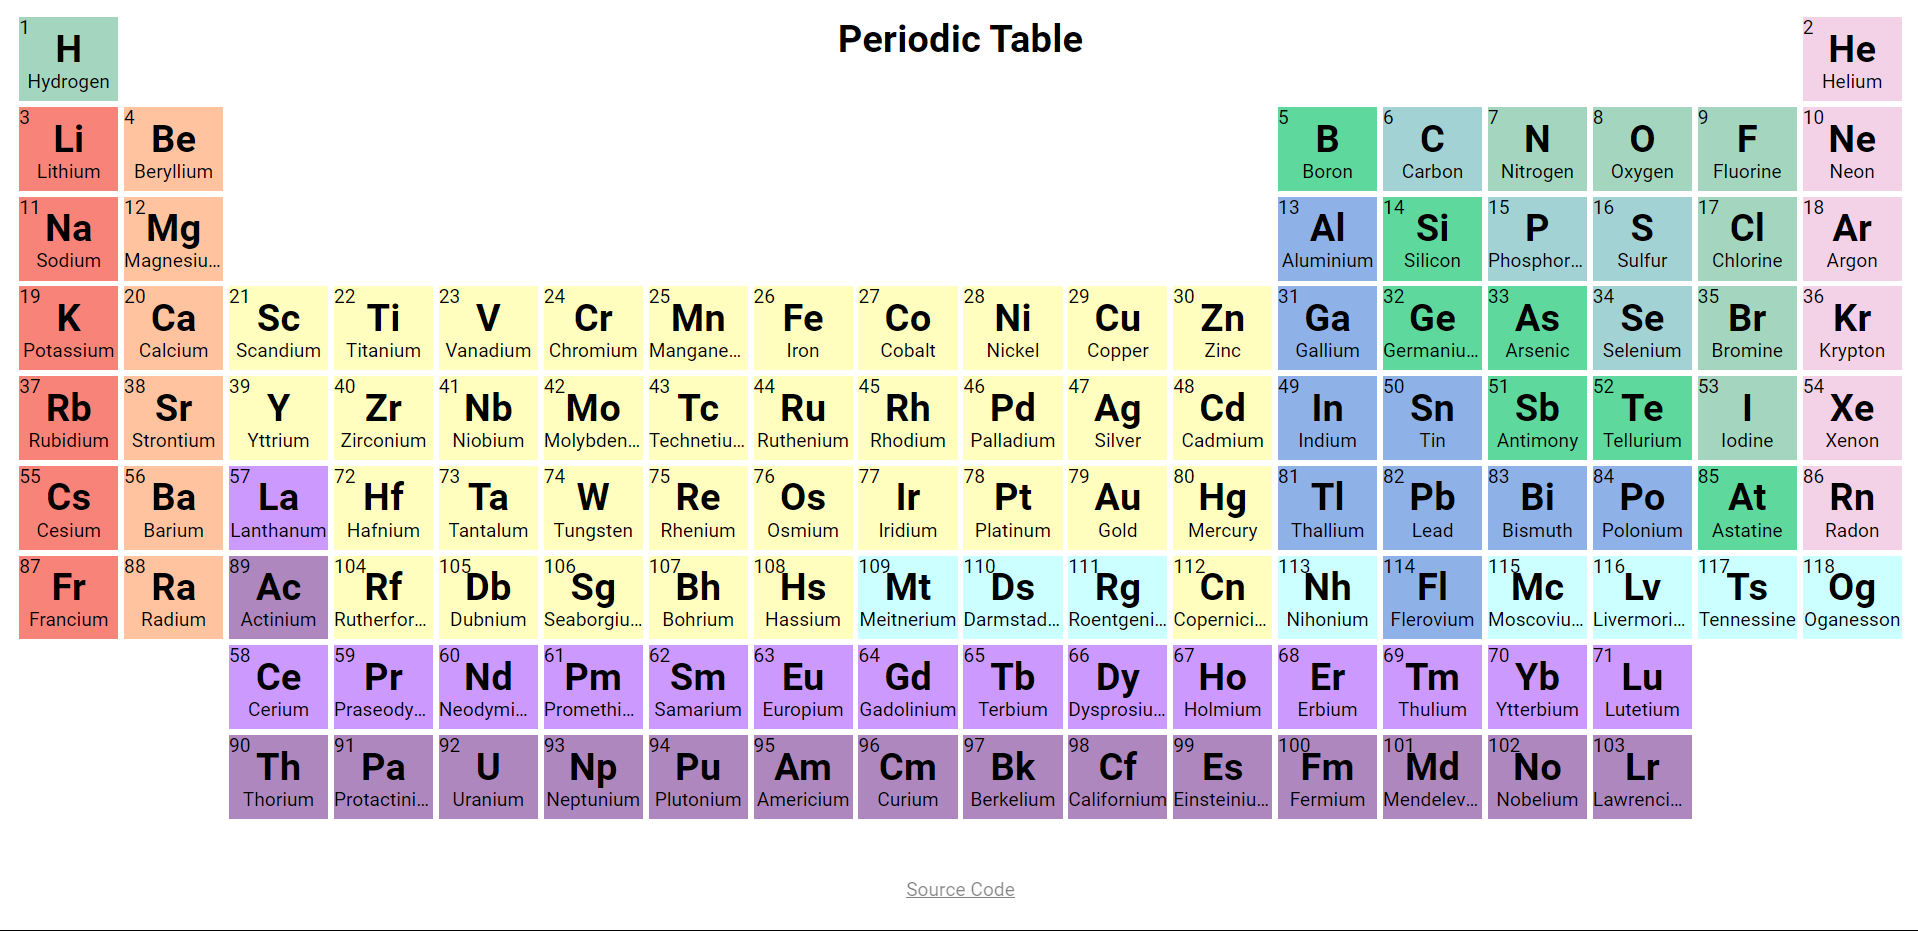 Periodic Table
1 H Hydrogen 2 He Helium
3 Li Lithium 4 Be Beryllium 5 B Boron 6 C Carbon 7 N Nitrogen 8 O Oxygen 9 F Fluorine 10 Ne Neon
11 Na Sodium 12 Mg Magnesiu... 13 Al Aluminium 14 Si Silicon 15 P Phosphor... 16 S Sulfur 17 Cl Chlorine 18 Ar Argon
19 K Potassium 20 Ca Calcium 21 Sc Scandium 22 Ti Titanium 23 V Vanadium 24 Cr Chromium 25 Mn Mangane... 26 Fe Iron 27 Co Cobalt 28 Ni Nickel 29 Cu Copper 30 Zn Zinc 31 Ga Gallium 32 Ge Germaniu... 33 As Arsenic 34 Se Selenium 35 Br Bromine 36 Kr Krypton
37 Rb Rubidium 38 Sr Strontium 39 Y Yttrium 40 Zr Zirconium 41 Nb Niobium 42 Mo Molybden... 43 Tc Technetiu... 44 Ru Ruthenium 45 Rh Rhodium 46 Pd Palladium 47 Ag Silver 48 Cd Cadmium 49 In Indium 50 Sn Tin 51 Sb Antimony 52 Te Tellurium 53 I Iodine 54 Xe Xenon
55 Cs Cesium 56 Ba Barium 57 La Lanthanum 72 Hf Hafnium 73 Ta Tantalum 74 W Tungsten 75 Re Rhenium 76 Os Osmium 77 Ir Iridium 78 Pt Platinum 79 Au Gold 80 Hg Mercury 81 Tl Thallium 82 Pb Lead 83 Bi Bismuth 84 Po Polonium 85 At Astatine 86 Rn Radon
87 Fr Francium 88 Ra Radium 89 Ac Actinium 104 Rf Rutherfor... 105 Db Dubnium 106 Sg Seaborgiu... 107 Bh Bohrium 108 Hs Hassium 109 Mt Meitnerium 110 Ds Darmstad... 111 Rg Roentgeni... 112 Cn Copernici... 113 Nh Nihonium 114 Fl Flerovium 115 Mc Moscoviu... 116 Lv Livermori... 117 Ts Tennessine 118 Og Oganesson
58 Ce Cerium 59 Pr Praseody... 60 Nd Neodymi... 61 Pm Promethi... 62 Sm Samarium 63 Eu Europium 64 Gd Gadolinium 65 Tb Terbium 66 Dy Dysprosiu... 67 Ho Holmium 68 Er Erbium 69 Tm Thulium 70 Yb Ytterbium 71 Lu Lutetium
90 Th Thorium 91 Pa Protactini... 92 U Uranium 93 Np Neptunium 94 Pu Plutonium 95 Am Americium 96 Cm Curium 97 Bk Berkelium 98 Cf Californium 99 Es Einsteiniu... 100 Fm Fermium 101 Md Mendelev... 102 No Nobelium 103 Lr Lawrenci...
Source Code